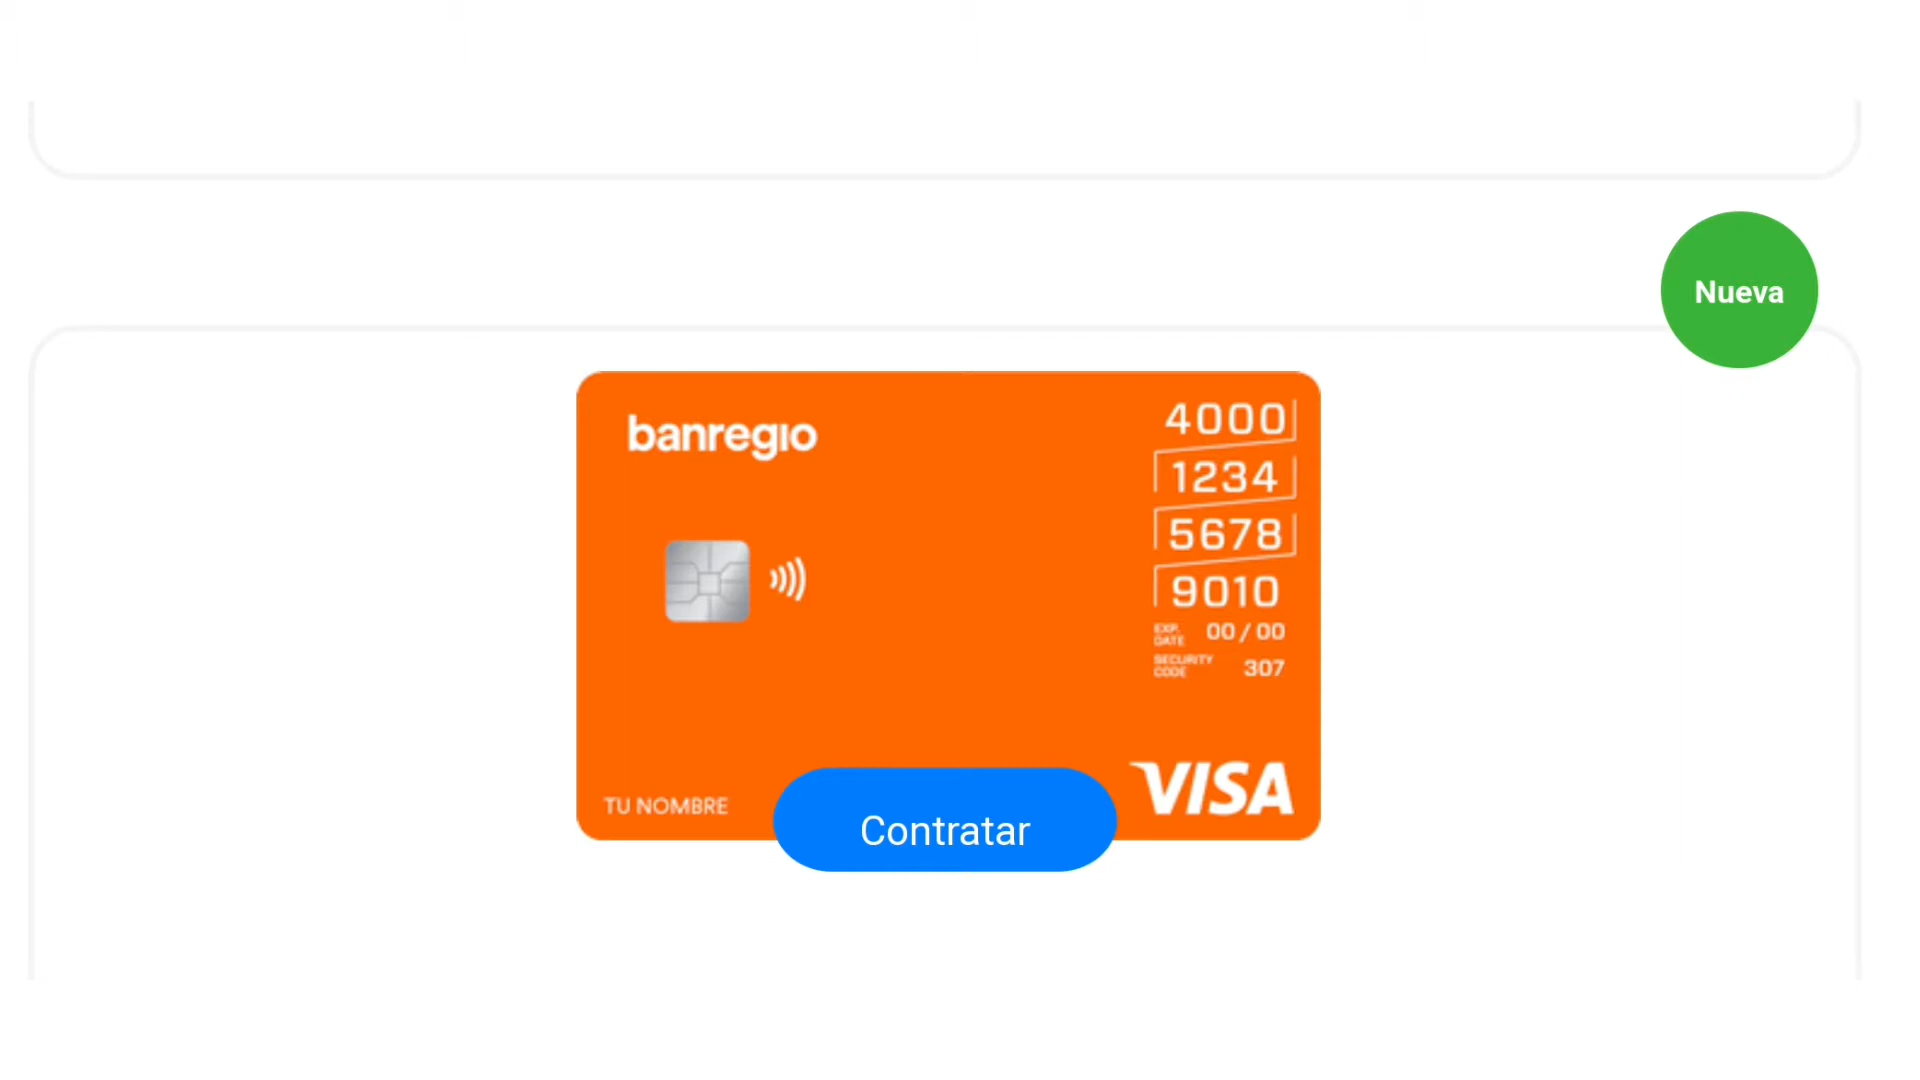 Nueva
banregio
4000
1234
5678
9010
EXP. DATE 00/00
SECURITY CODE 307
TU NOMBRE
VISA
Contratar